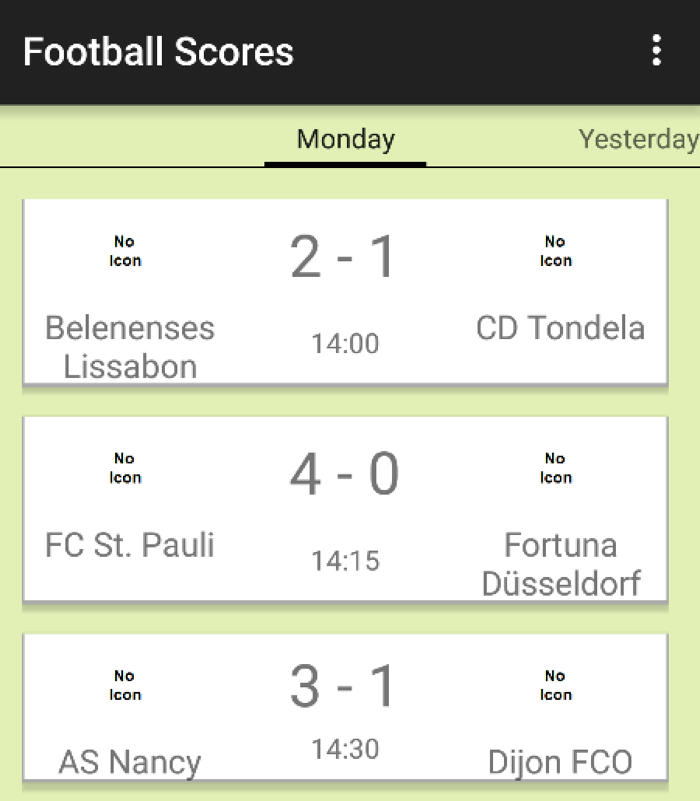 Football Scores
Monday
Yesterday
No
Icon
2 - 1
No
Icon
Belenenses
Lissabon
14:00
CD Tondela
No
Icon
4 - 0
No
Icon
FC St. Pauli
14:15
Fortuna
Düsseldorf
No
Icon
3 - 1
No
Icon
AS Nancy
14:30
Dijon FCO